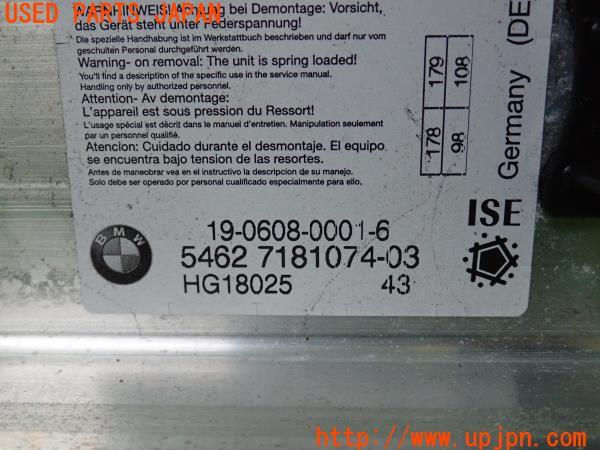 USED PARTS JAPAN
bei Demontage: Vorsicht,
das Gerät steht unter Federspannung!
Die spezielle Handhabung ist im Werkstattbuch beschrieben und darf nur vom
geschulten Personal durchgeführt werden.
Warning- on removal: The unit is spring loaded!
You'll find a description of the specific use in the service manual.
Handling only by authorized personnel.
Attention- Av demontage:
L'appareil est sous pression du Ressort!
L'usage spécial est décrit dans le manuel d'entretien. Manipulation seulement
par un personnel qualifié.
Atencion: Cuidado durante el desmontaje. El equipo
se encuentra bajo tension de las resortes.
Antes de maneobrar vea en el instructivo la descripcion de su manejo.
Solo debe ser operado por personal calificado especialmente para esto.
178 179
98 108
Germany (DE
BMW
19-0608-0001-6
5462 7181074-03
HG18025 43
ISE
http://www.upjpn.com/